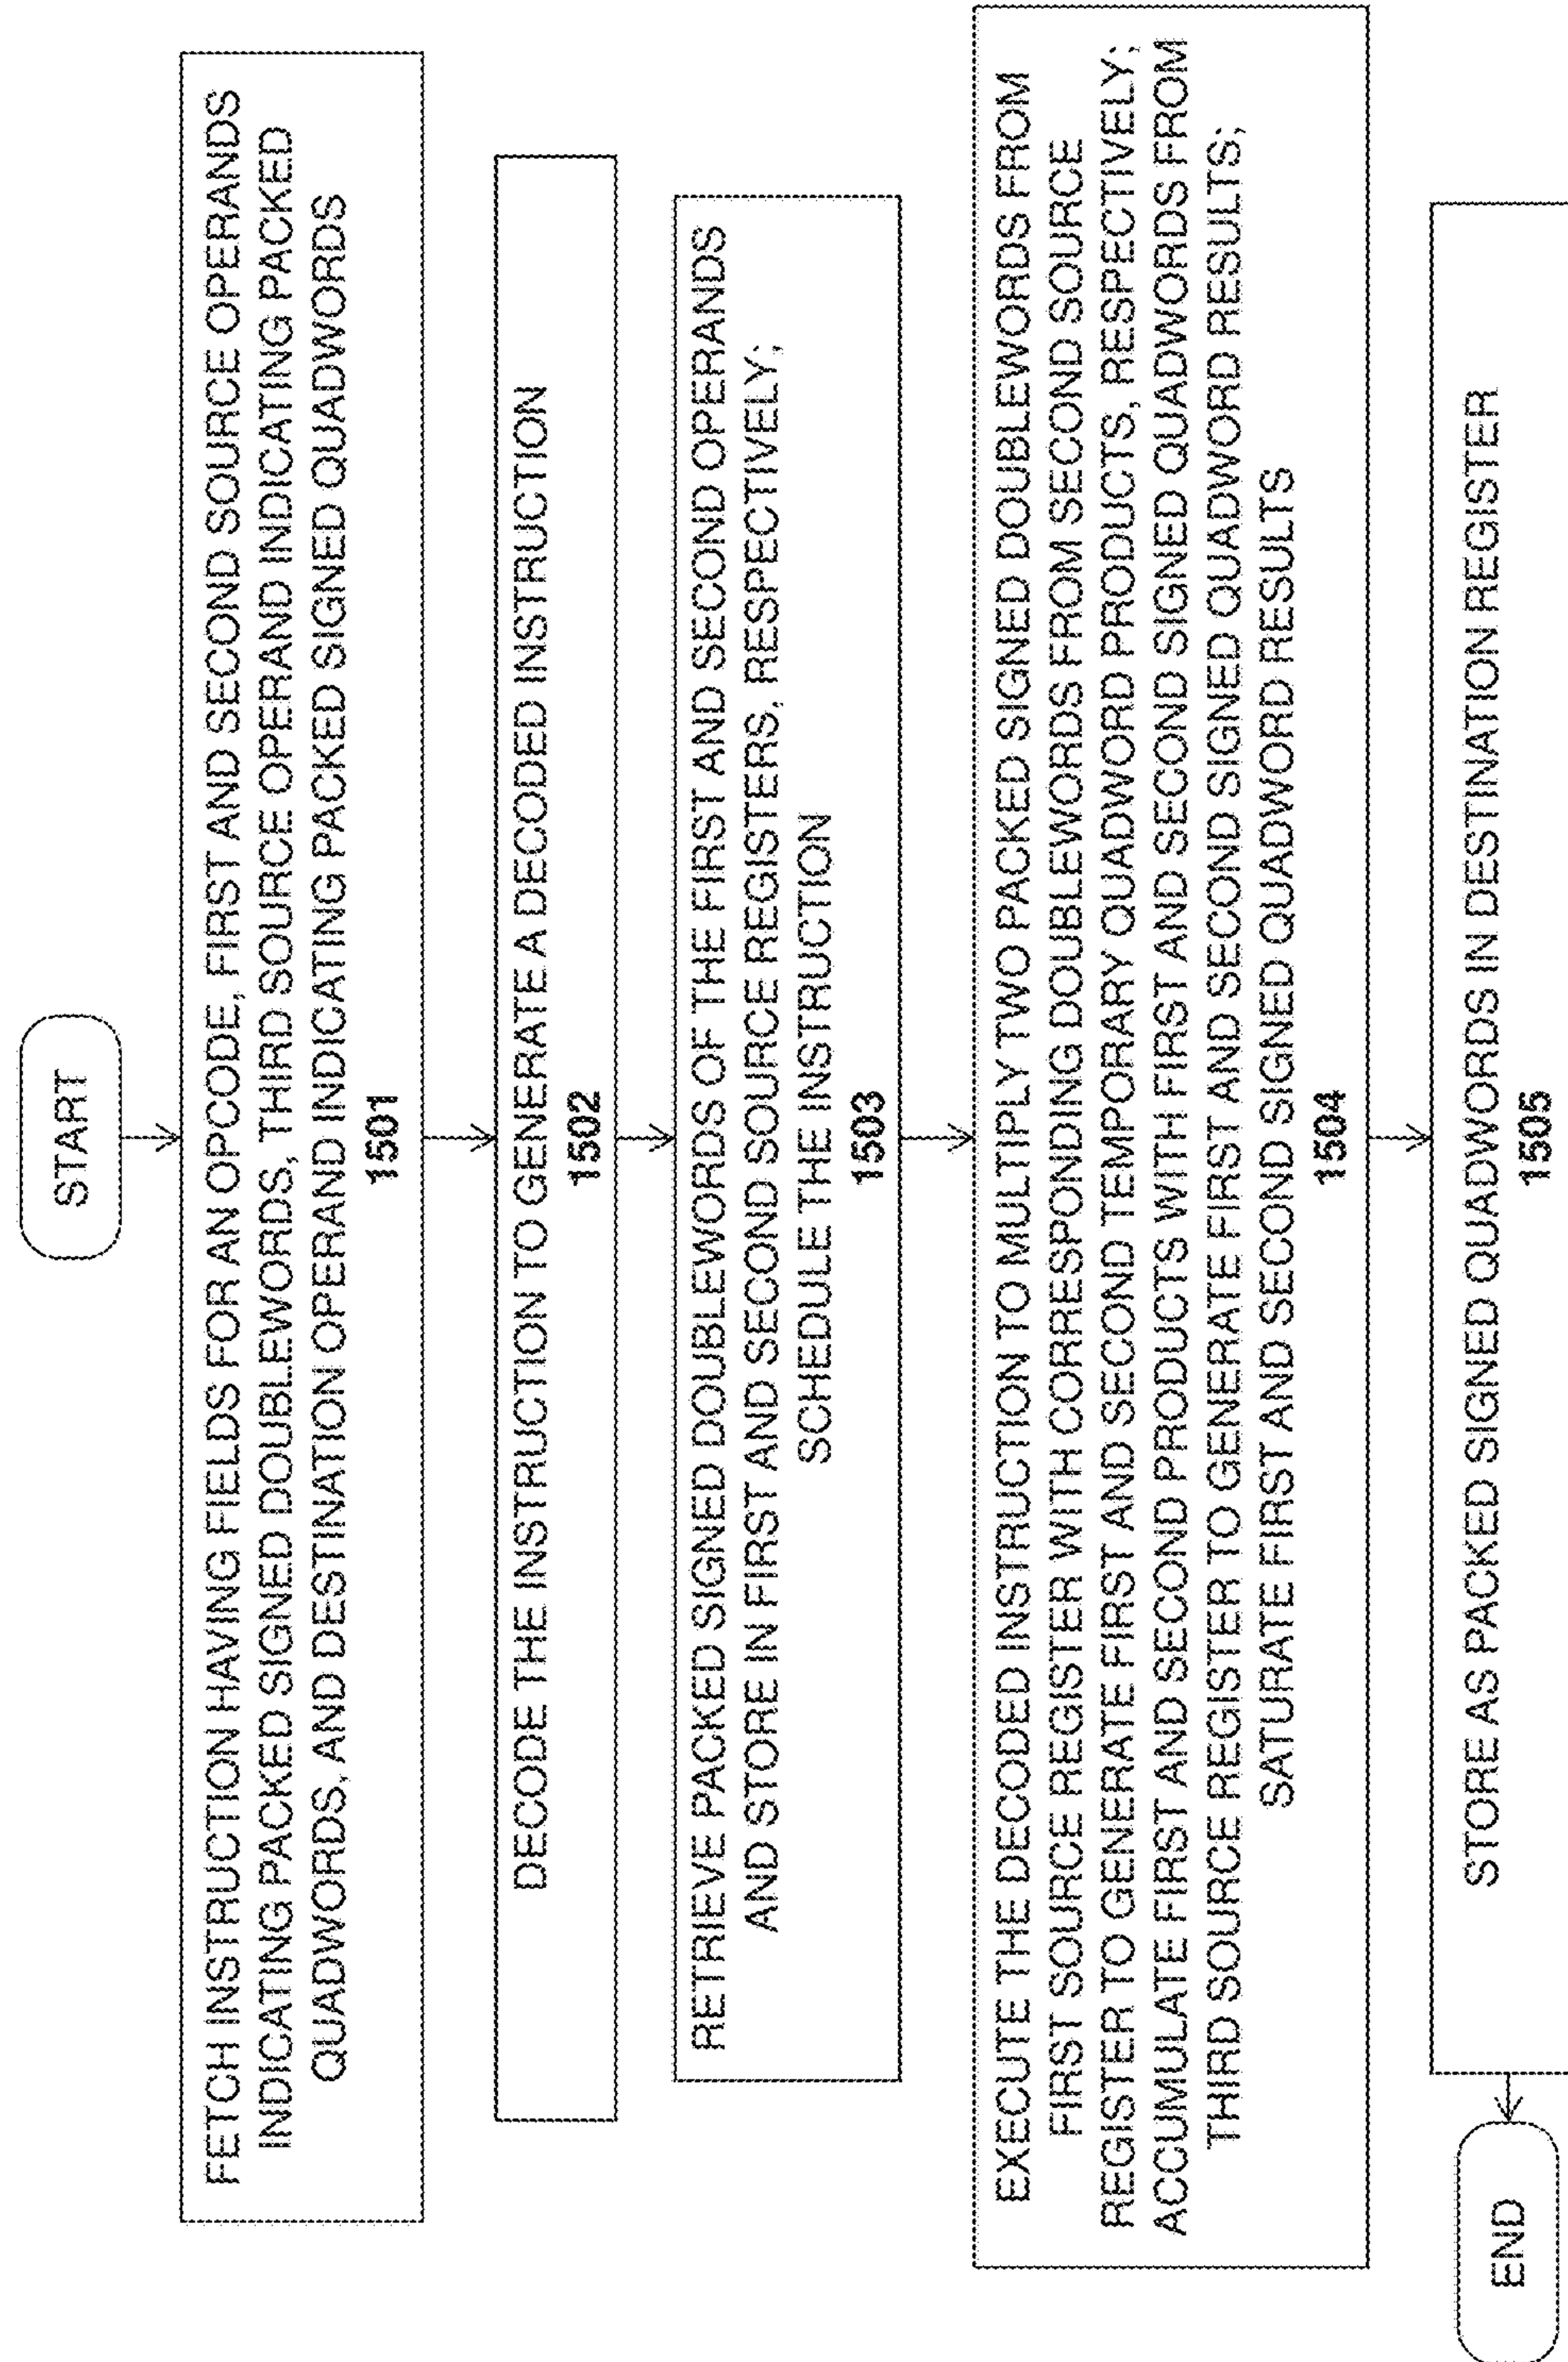 START
FETCH INSTRUCTION HAVING FIELDS FOR AN OPCODE, FIRST AND SECOND SOURCE OPERANDS
INDICATING PACKED SIGNED DOUBLEWORDS, THIRD SOURCE OPERAND INDICATING PACKED
QUADWORDS, AND DESTINATION OPERAND INDICATING PACKED SIGNED QUADWORDS
1501
DECODE THE INSTRUCTION TO GENERATE A DECODED INSTRUCTION
1502
RETRIEVE PACKED SIGNED DOUBLEWORDS OF THE FIRST AND SECOND OPERANDS
AND STORE IN FIRST AND SECOND SOURCE REGISTERS, RESPECTIVELY;
SCHEDULE THE INSTRUCTION
1503
EXECUTE THE DECODED INSTRUCTION TO MULTIPLY TWO PACKED SIGNED DOUBLEWORDS FROM
FIRST SOURCE REGISTER WITH CORRESPONDING DOUBLEWORDS FROM SECOND SOURCE
REGISTER TO GENERATE FIRST AND SECOND TEMPORARY QUADWORD PRODUCTS, RESPECTIVELY;
ACCUMULATE FIRST AND SECOND PRODUCTS WITH FIRST AND SECOND SIGNED QUADWORDS FROM
THIRD SOURCE REGISTER TO GENERATE FIRST AND SECOND SIGNED QUADWORD RESULTS;
SATURATE FIRST AND SECOND SIGNED QUADWORD RESULTS
1504
STORE AS PACKED SIGNED QUADWORDS IN DESTINATION REGISTER
1505
END